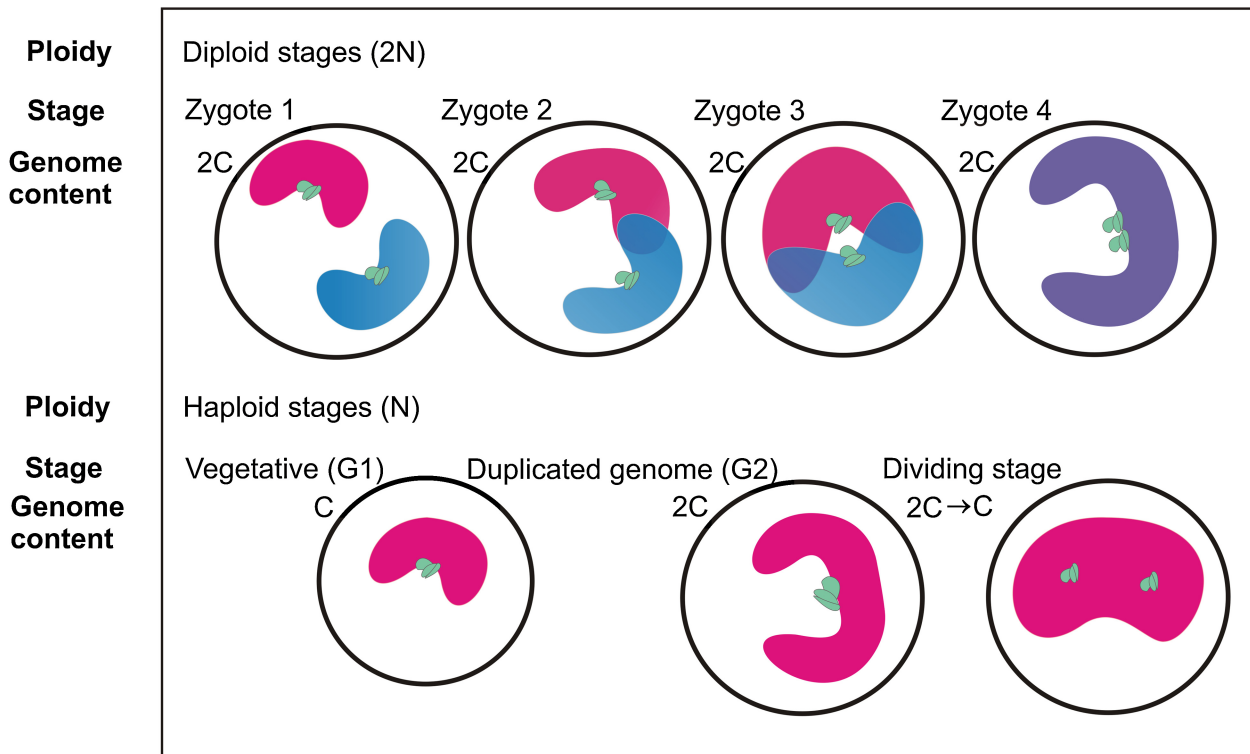 Ploidy
Diploid stages (2N)
Stage
Zygote 1
Zygote 2
Zygote 3
Zygote 4
Genome
content
2C
2C
2C
2C
Ploidy
Haploid stages (N)
Stage
Vegetative (G1)
Duplicated genome (G2)
Dividing stage
Genome
content
C
2C
2C→C